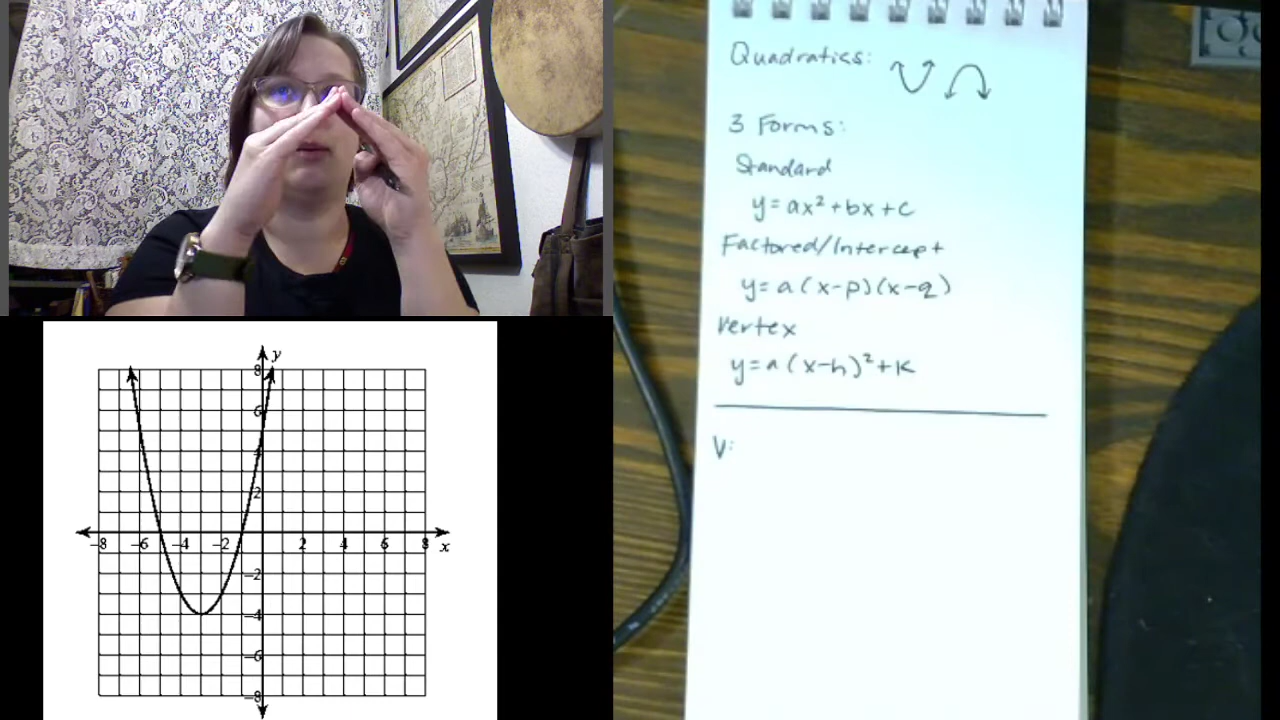 Quadratics:
3 Forms:
Standard
y=ax²+bx+c
Factored/Intercept
y=a(x-p)(x-q)
Vertex
y=a(x-h)²+k
V:
y
8
6
4
2
-8 -6 -4 -2 2 4 6 8 x
-2
-4
-6
-8